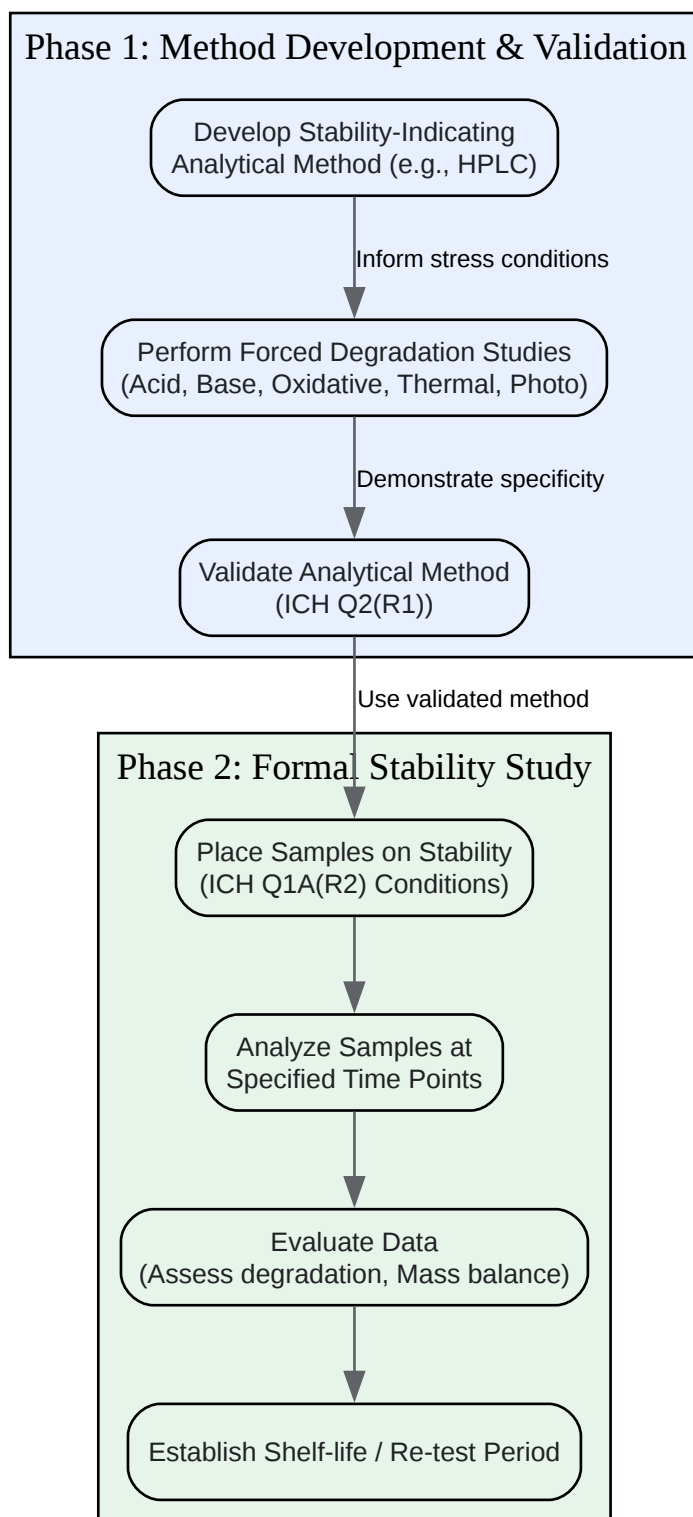 Phase 1: Method Development & Validation
Develop Stability-Indicating
Analytical Method (e.g., HPLC)
Inform stress conditions
Perform Forced Degradation Studies
(Acid, Base, Oxidative, Thermal, Photo)
Demonstrate specificity
Validate Analytical Method
(ICH Q2(R1))
Use validated method
Phase 2: Formal Stability Study
Place Samples on Stability
(ICH Q1A(R2) Conditions)
Analyze Samples at
Specified Time Points
Evaluate Data
(Assess degradation, Mass balance)
Establish Shelf-life / Re-test Period